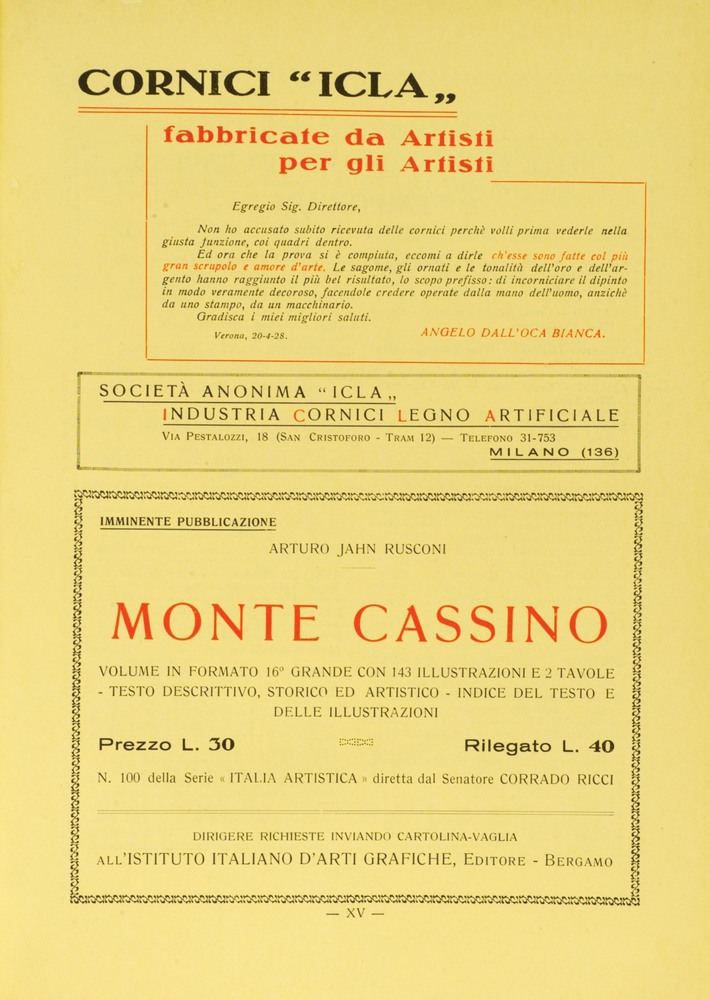 CORNICI “ICLA„
fabbricate da Artisti
per gli Artisti
Egregio Sig. Direttore,
Non ho accusato subito ricevuta delle cornici perchè volli prima vederle nella
giusta funzione, coi quadri dentro.
Ed ora che la prova si è compiuta, eccomi a dirle ch'esse sono fatte col più
gran scrupolo e amore d'arte. Le sagome, gli ornati e le tonalità dell'oro e dell'ar-
gento hanno raggiunto il più bel risultato, lo scopo prefisso: di incorniciare il dipinto
in modo veramente decoroso, facendole credere operate dalla mano dell'uomo, anzichè
da uno stampo, da un macchinario.
Gradisca i miei migliori saluti.
Verona, 20-4-28. ANGELO DALL'OCA BIANCA.
SOCIETÀ ANONIMA “ICLA„
INDUSTRIA CORNICI LEGNO ARTIFICIALE
VIA PESTALOZZI, 18 (SAN CRISTOFORO - TRAM 12) — TELEFONO 31-753
MILANO (136)
IMMINENTE PUBBLICAZIONE
ARTURO JAHN RUSCONI
MONTE CASSINO
VOLUME IN FORMATO 16º GRANDE CON 143 ILLUSTRAZIONI E 2 TAVOLE
- TESTO DESCRITTIVO, STORICO ED ARTISTICO - INDICE DEL TESTO E
DELLE ILLUSTRAZIONI
Prezzo L. 30 Rilegato L. 40
N. 100 della Serie « ITALIA ARTISTICA » diretta dal Senatore CORRADO RICCI
DIRIGERE RICHIESTE INVIANDO CARTOLINA-VAGLIA
ALL'ISTITUTO ITALIANO D'ARTI GRAFICHE, EDITORE - BERGAMO
— XV —